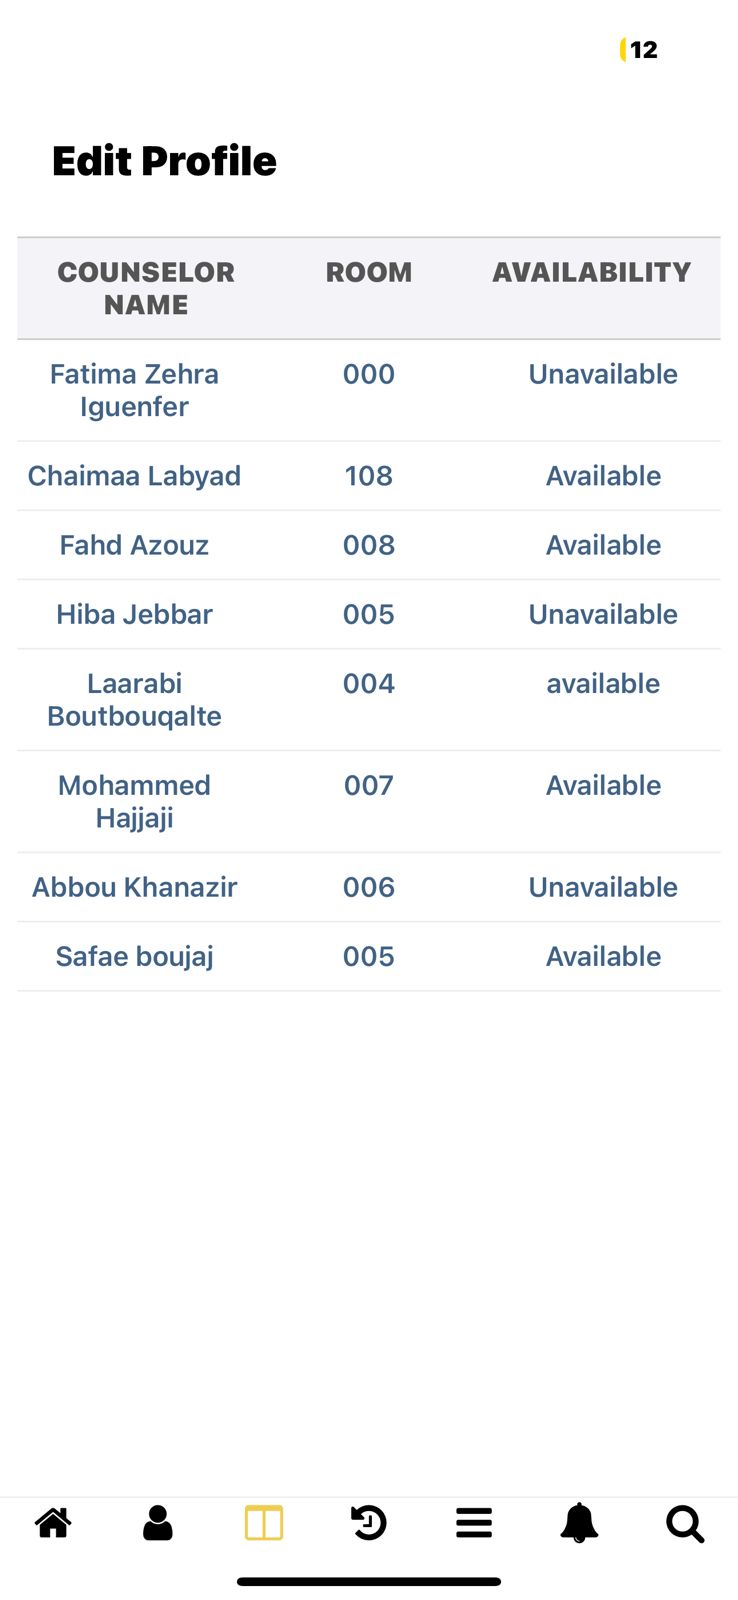 12
Edit Profile
COUNSELOR ROOM AVAILABILITY
NAME
Fatima Zehra 000 Unavailable
Iguenfer
Chaimaa Labyad 108 Available
Fahd Azouz 008 Available
Hiba Jebbar 005 Unavailable
Laarabi 004 available
Boutbouqalte
Mohammed 007 Available
Hajjaji
Abbou Khanazir 006 Unavailable
Safae boujaj 005 Available